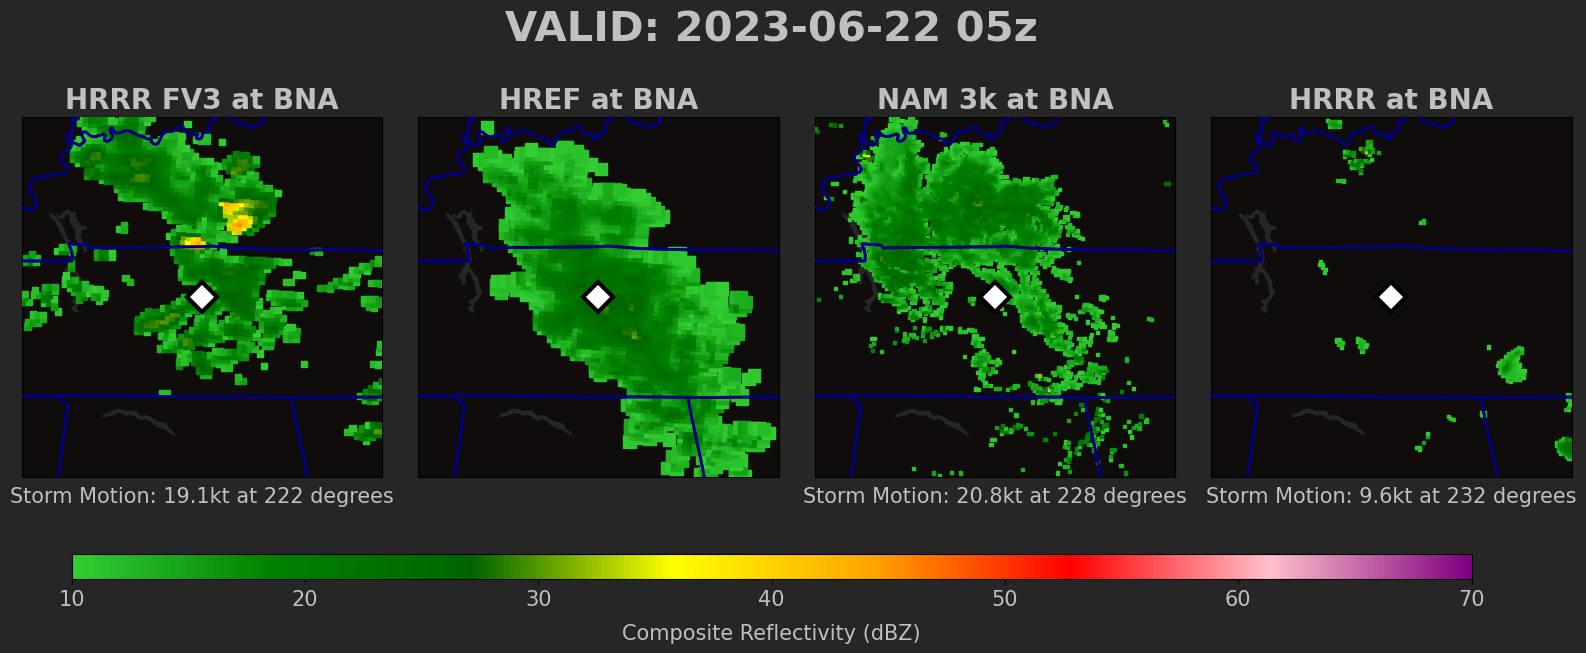 VALID: 2023-06-22 05z
HRRR FV3 at BNA
HREF at BNA
NAM 3k at BNA
HRRR at BNA
Storm Motion: 19.1kt at 222 degrees
Storm Motion: 20.8kt at 228 degrees
Storm Motion: 9.6kt at 232 degrees
10 20 30 40 50 60 70
Composite Reflectivity (dBZ)